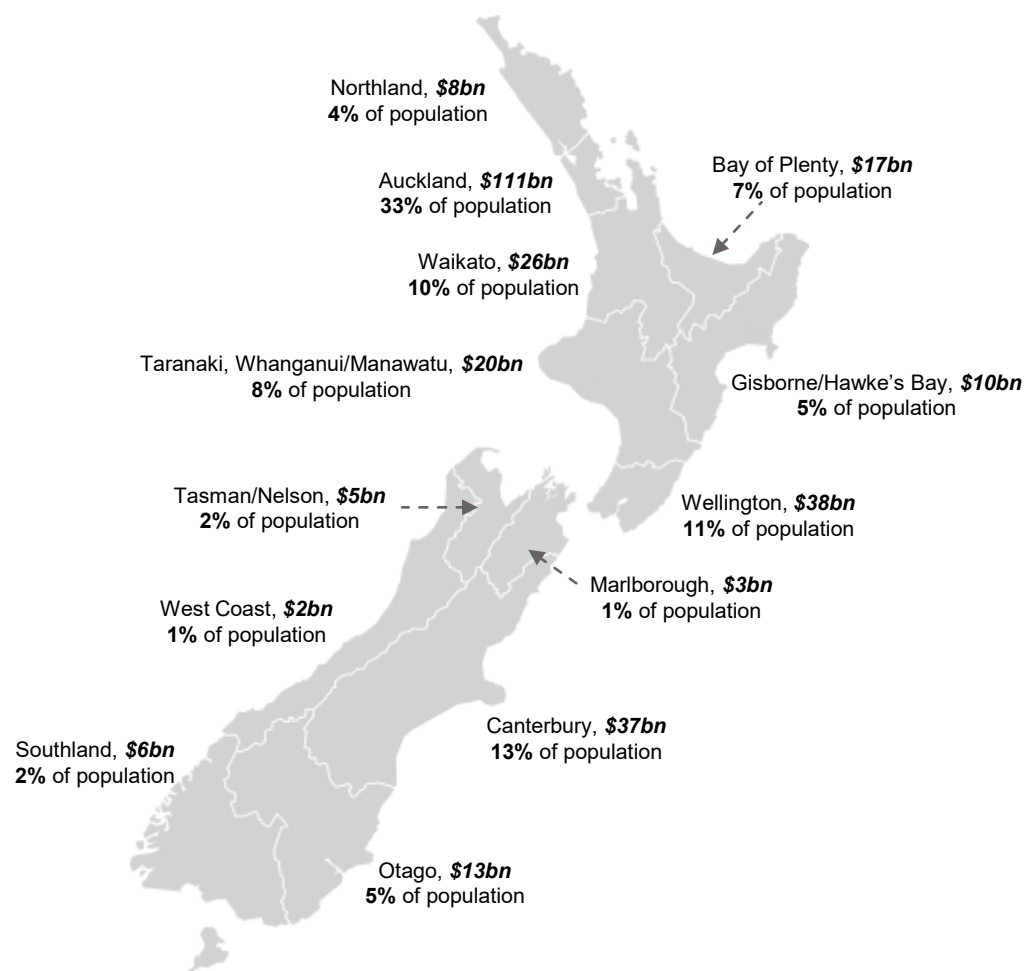 Northland, $8bn
4% of population
Bay of Plenty, $17bn
7% of population
Auckland, $111bn
33% of population
Waikato, $26bn
10% of population
Taranaki, Whanganui/Manawatu, $20bn
8% of population
Gisborne/Hawke’s Bay, $10bn
5% of population
Tasman/Nelson, $5bn
2% of population
Wellington, $38bn
11% of population
Marlborough, $3bn
1% of population
West Coast, $2bn
1% of population
Canterbury, $37bn
13% of population
Southland, $6bn
2% of population
Otago, $13bn
5% of population